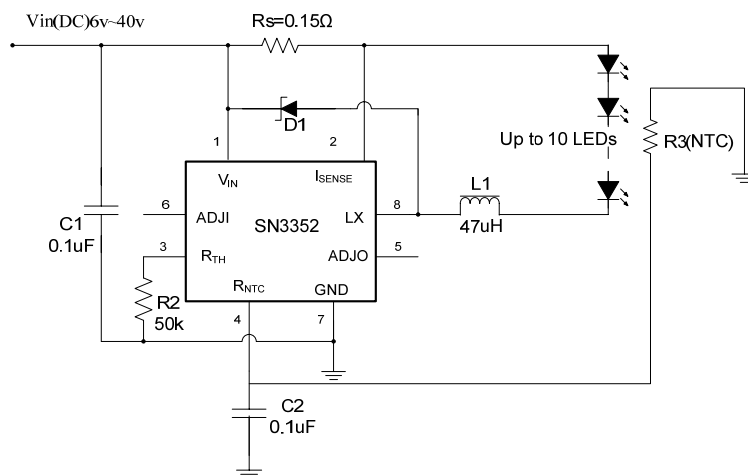 Vin(DC)6v~40v
Rs=0.15Ω
D1
1
2
Up to 10 LEDs
R3(NTC)
VIN
ISENSE
L1
C1
0.1uF
6
ADJI
SN3352
LX
8
47uH
3
RTH
ADJO
5
R2
50k
RNTC
GND
4
7
C2
0.1uF